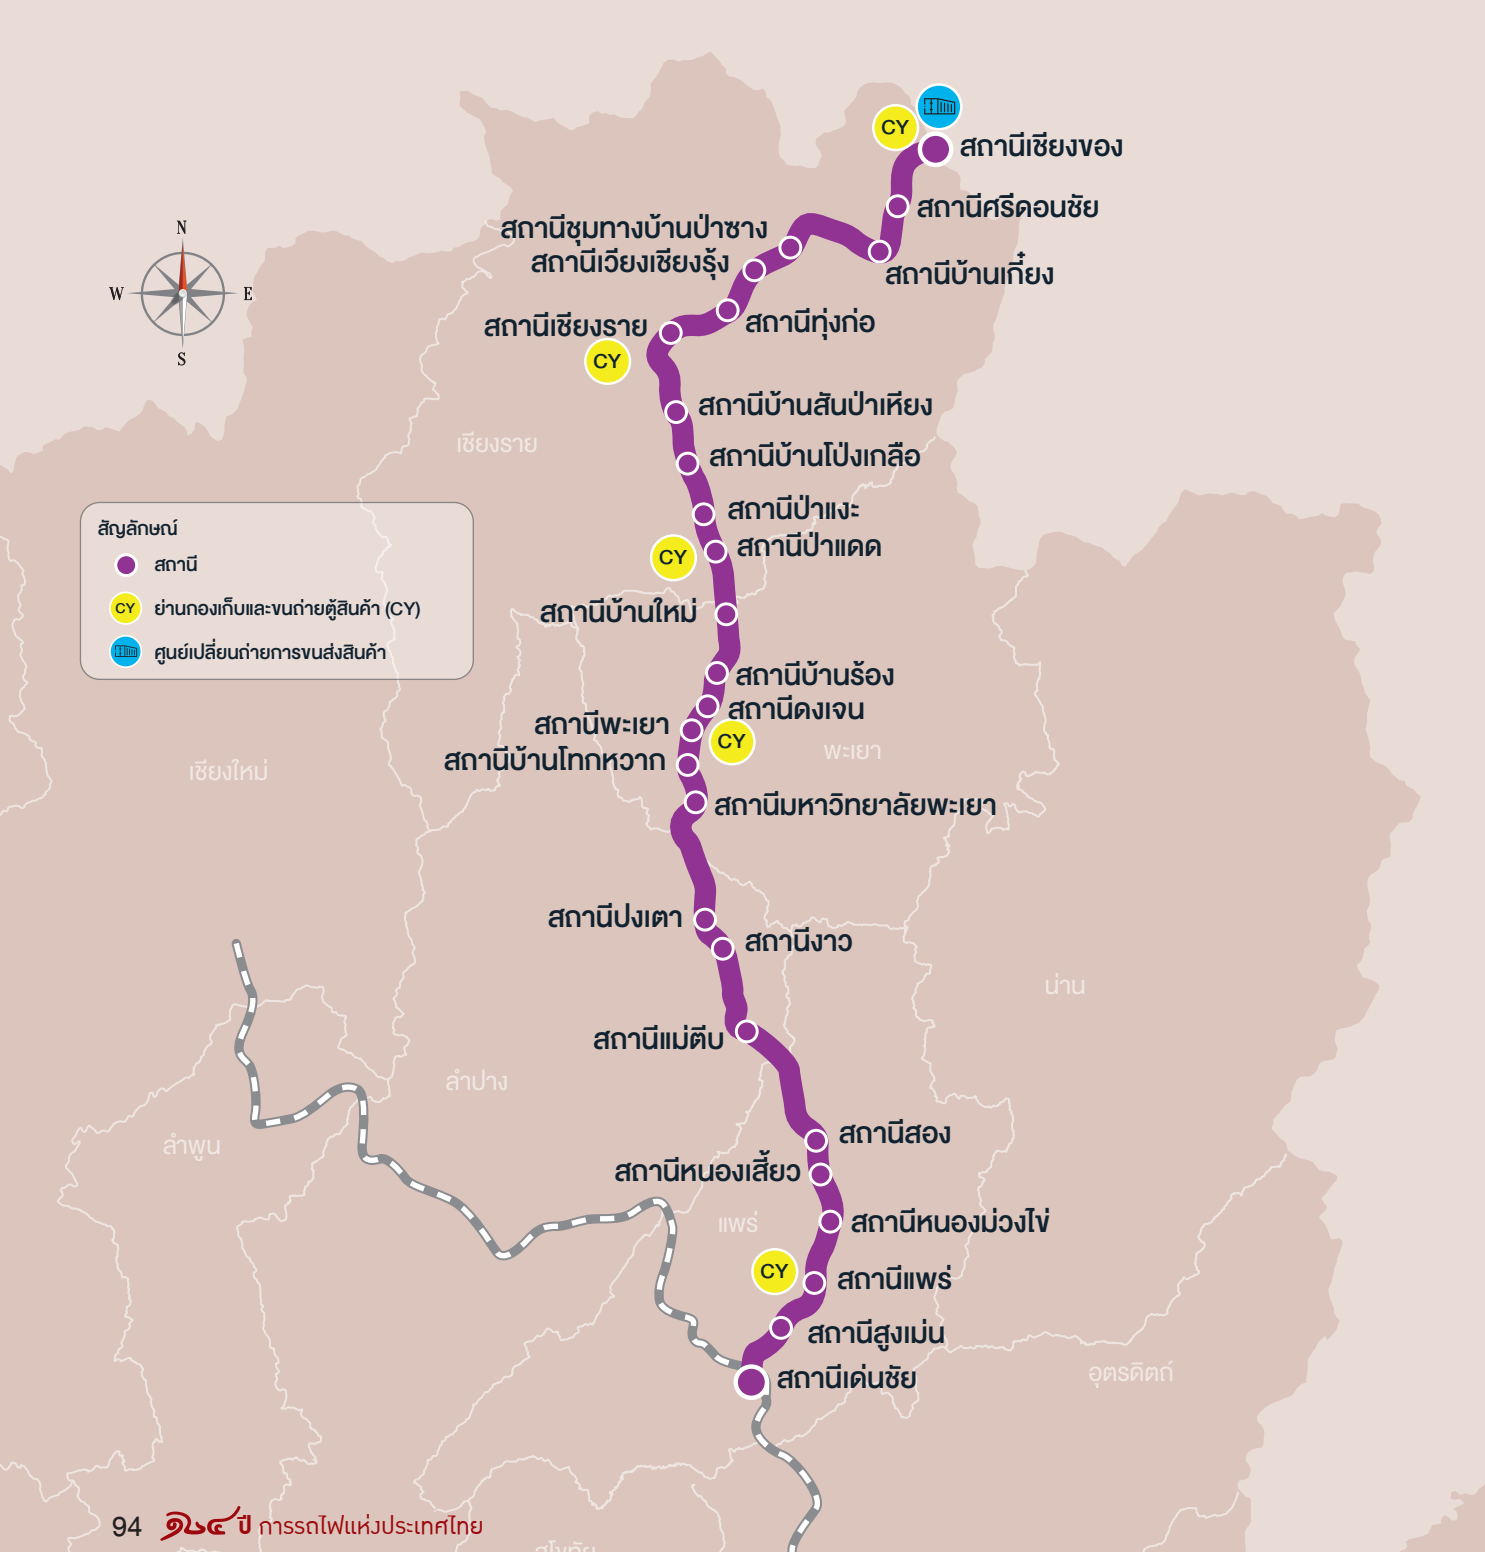 CY
สถานีเชียงของ
สถานีศรีดอนชัย
สถานีชุมทางบ้านป่าซาง
สถานีเวียงเชียงรุ้ง
สถานีบ้านเกี๋ยง
สถานีทุ่งก่อ
สถานีเชียงราย
CY
สถานีบ้านสันป่าเหียง
สถานีบ้านโป่งเกลือ
สถานีป่าแงะ
สถานีป่าแดด
CY
สถานีบ้านใหม่
สถานีบ้านร้อง
สถานีดงเจน
สถานีพะเยา
CY
สถานีบ้านโทกหวาก
สถานีมหาวิทยาลัยพะเยา
สถานีปงเตา
สถานีงาว
สถานีแม่ตีบ
สถานีสอง
สถานีหนองเสี้ยว
สถานีหนองม่วงไข่
CY
สถานีแพร่
สถานีสูงเม่น
สถานีเด่นชัย
N
W
E
S
สัญลักษณ์
สถานี
CY ย่านกองเก็บและขนถ่ายตู้สินค้า (CY)
ศูนย์เปลี่ยนถ่ายการขนส่งสินค้า
เชียงราย
เชียงใหม่
พะเยา
น่าน
ลำปาง
ลำพูน
แพร่
อุตรดิตถ์
สุโขทัย
94 ๑๒๔ ปี การรถไฟแห่งประเทศไทย